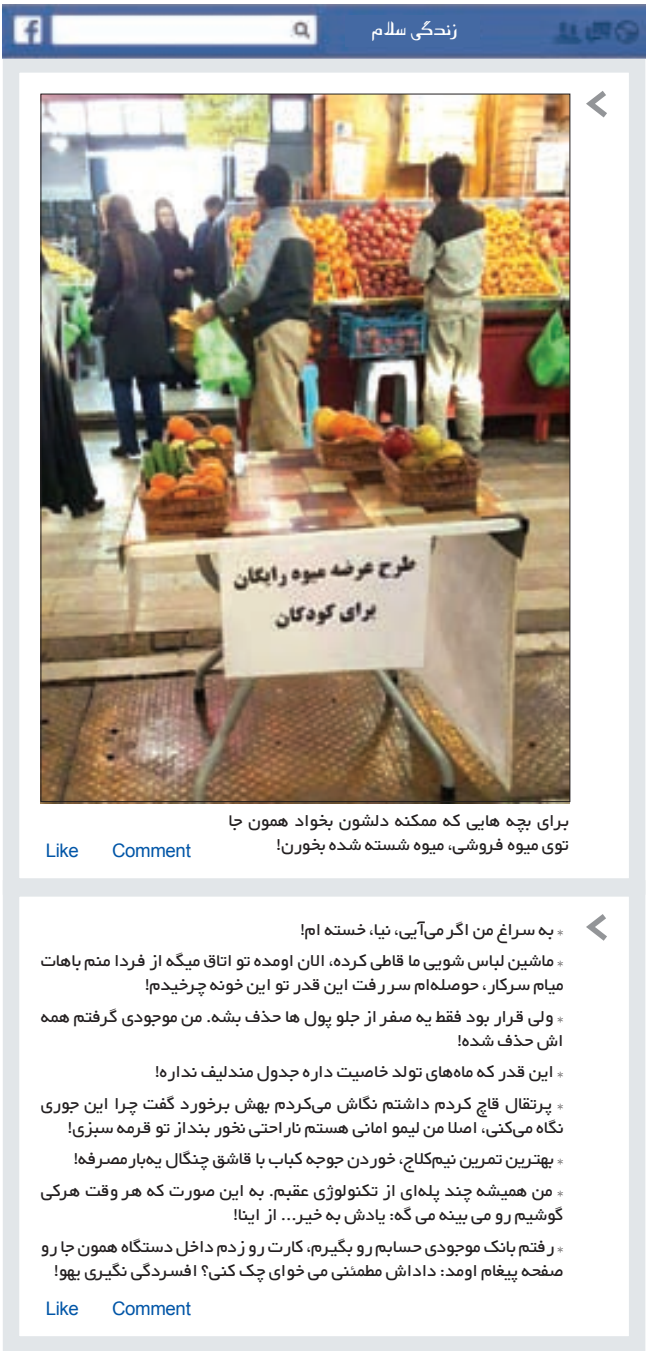 زندگی سلام
طرح عرضه میوه رایگان
برای کودکان
برای بچه هایی که ممکنه دلشون بخواد همون جا
توی میوه فروشی، میوه شسته شده بخورن!
Like Comment
* به سراغ من اگر می‌آیی، نیا، خسته ام!
* ماشین لباس شویی ما قاطی کرده، الان اومده تو اتاق میگه از فردا منم باهات
میام سرکار، حوصله‌ام سررفت این قدر تو این خونه چرخیدم!
* ولی قرار بود فقط یه صفر از جلو پول ها حذف بشه. من موجودی گرفتم همه
اش حذف شده!
* این قدر که ماه‌های تولد خاصیت داره جدول مندلیف نداره!
* پرتقال قاچ کردم داشتم نگاش می‌کردم بهش برخورد گفت چرا این جوری
نگاه می‌کنی، اصلا من لیمو امانی هستم ناراحتی نخور بنداز تو قرمه سبزی!
* بهترین تمرین نیم‌کلاج، خوردن جوجه کباب با قاشق چنگال یه‌بارمصرفه!
* من همیشه چند پله‌ای از تکنولوژی عقبم. به این صورت که هر وقت هرکی
گوشیم رو می بینه می گه: یادش به خیر... از اینا!
* رفتم بانک موجودی حسابم رو بگیرم، کارت رو زدم داخل دستگاه همون جا رو
صفحه پیغام اومد: داداش مطمئنی می خوای چک کنی؟ افسردگی نگیری یهو!
Like Comment